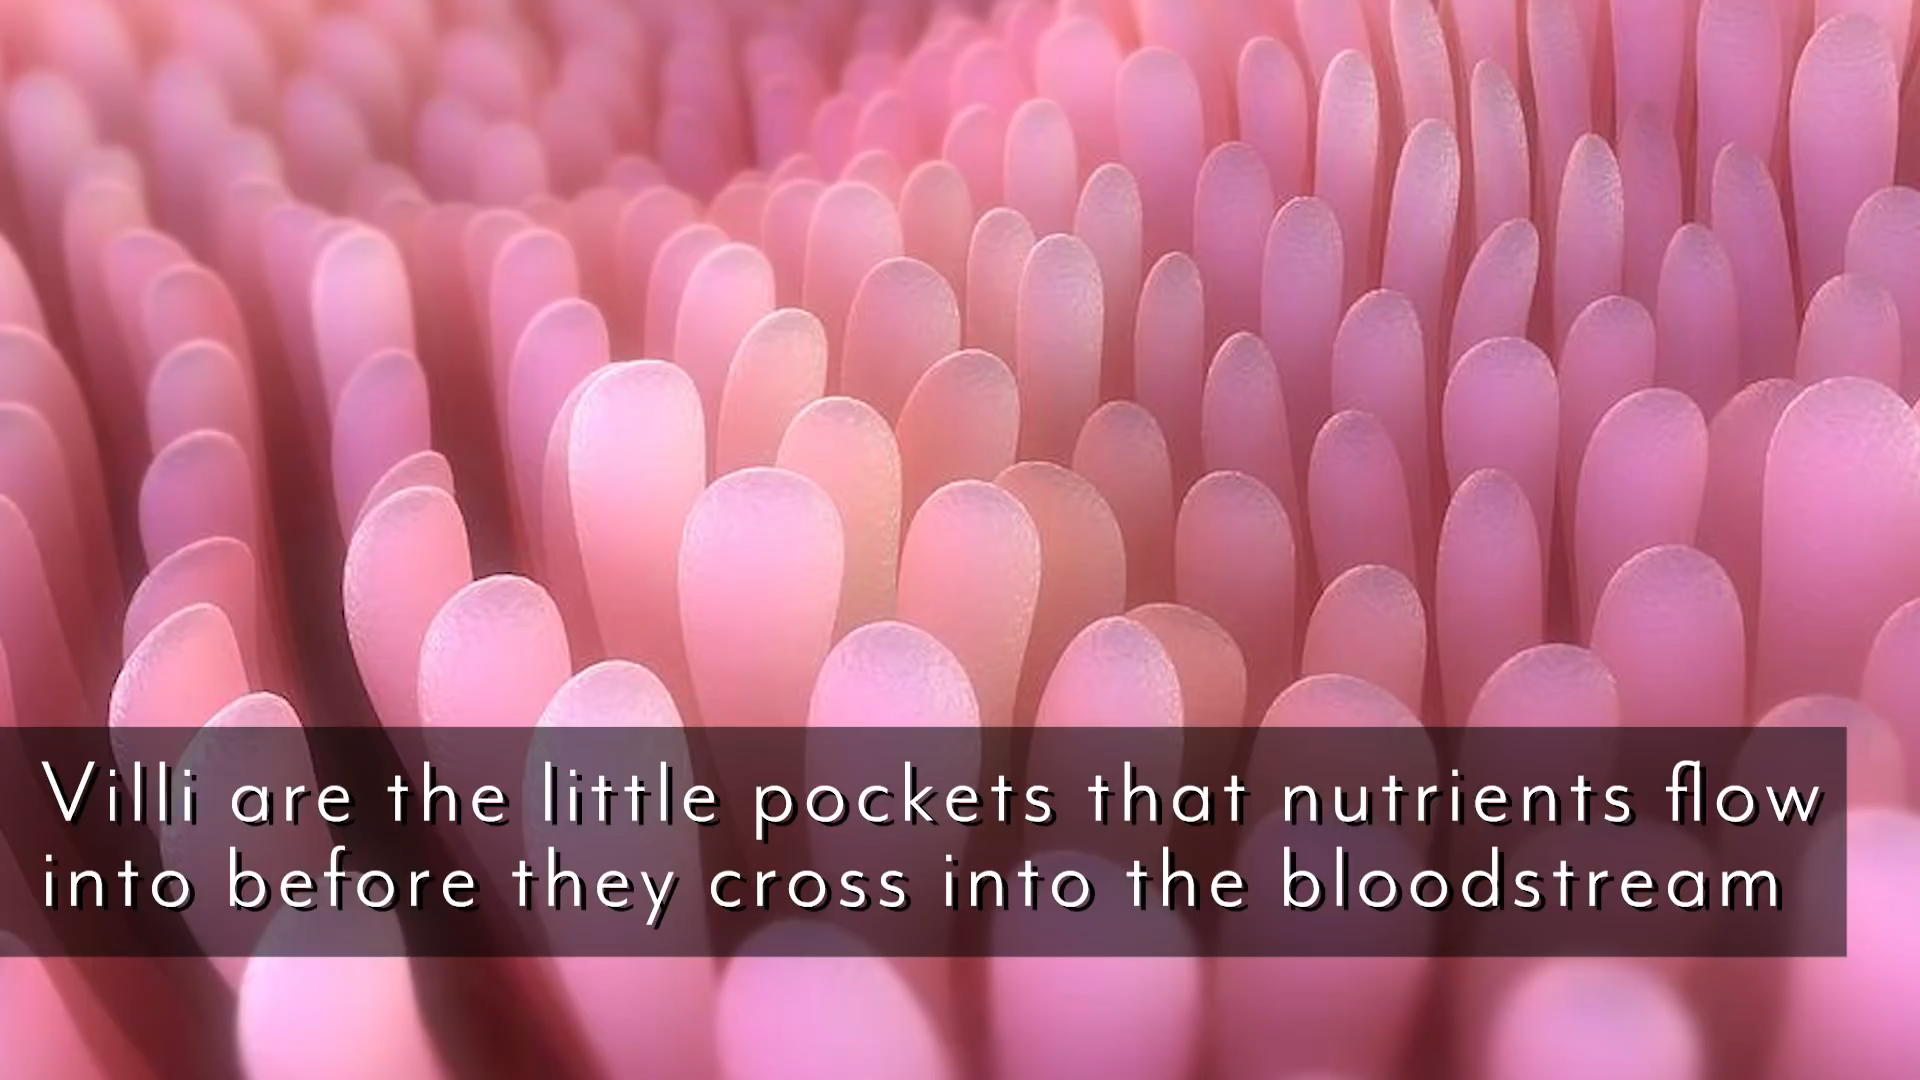 Villi are the little pockets that nutrients flow
into before they cross into the bloodstream